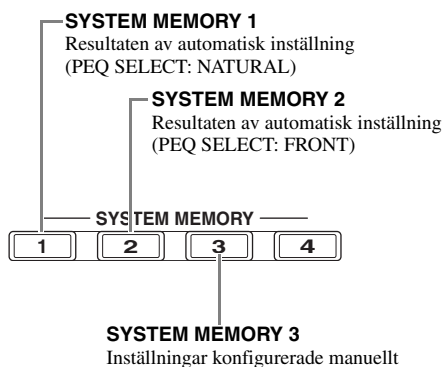 SYSTEM MEMORY 1
Resultaten av automatisk inställning
(PEQ SELECT: NATURAL)
SYSTEM MEMORY 2
Resultaten av automatisk inställning
(PEQ SELECT: FRONT)
SYSTEM MEMORY
1 2 3 4
SYSTEM MEMORY 3
Inställningar konfigurerade manuellt